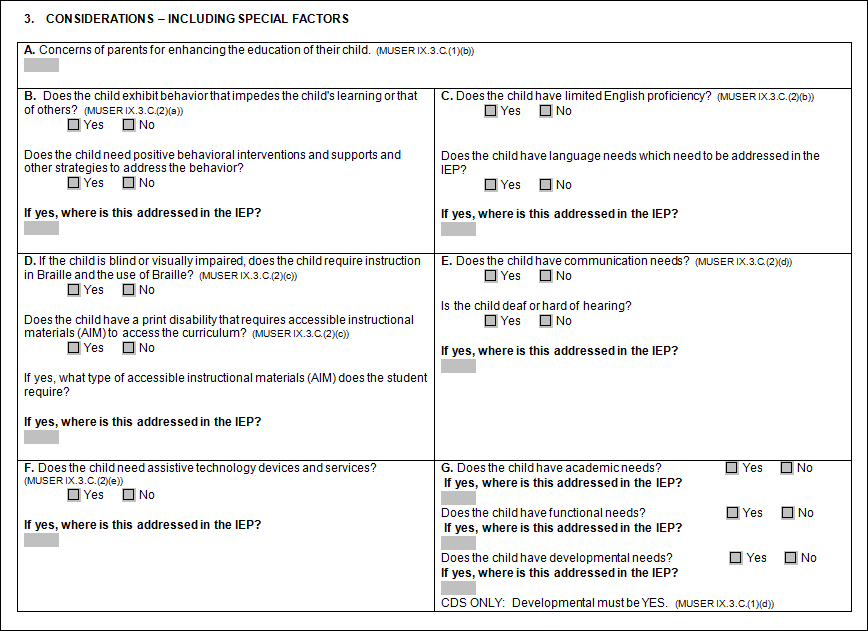 3. CONSIDERATIONS – INCLUDING SPECIAL FACTORS
A. Concerns of parents for enhancing the education of their child. (MUSER IX.3.C.(1)(b))
B. Does the child exhibit behavior that impedes the child's learning or that
of others? (MUSER IX.3.C.(2)(a))
Yes No
Does the child need positive behavioral interventions and supports and
other strategies to address the behavior?
Yes No
If yes, where is this addressed in the IEP?
C. Does the child have limited English proficiency? (MUSER IX.3.C.(2)(b))
Yes No
Does the child have language needs which need to be addressed in the
IEP?
Yes No
If yes, where is this addressed in the IEP?
D. If the child is blind or visually impaired, does the child require instruction
in Braille and the use of Braille? (MUSER IX.3.C.(2)(c))
Yes No
Does the child have a print disability that requires accessible instructional
materials (AIM) to access the curriculum? (MUSER IX.3.C.(2)(c))
Yes No
If yes, what type of accessible instructional materials (AIM) does the student
require?
If yes, where is this addressed in the IEP?
E. Does the child have communication needs? (MUSER IX.3.C.(2)(d))
Yes No
Is the child deaf or hard of hearing?
Yes No
If yes, where is this addressed in the IEP?
F. Does the child need assistive technology devices and services?
(MUSER IX.3.C.(2)(e))
Yes No
If yes, where is this addressed in the IEP?
G. Does the child have academic needs? Yes No
If yes, where is this addressed in the IEP?
Does the child have functional needs? Yes No
If yes, where is this addressed in the IEP?
Does the child have developmental needs? Yes No
If yes, where is this addressed in the IEP?
CDS ONLY: Developmental must be YES. (MUSER IX.3.C.(1)(d))